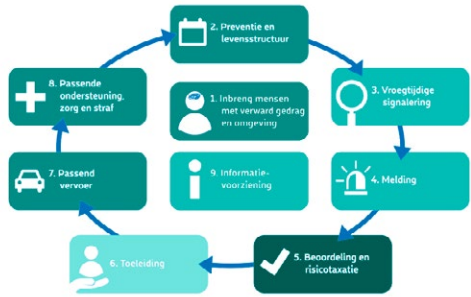 2. Preventie en
levensstructuur
8. Passende
ondersteuning,
zorg en straf
1. Inbreng mensen
met verward gedrag
en omgeving
3. Vroegtijdige
signalering
7. Passend
vervoer
9. Informatie-
voorziening
4. Melding
6. Toeleiding
5. Beoordeling en
risicotaxatie